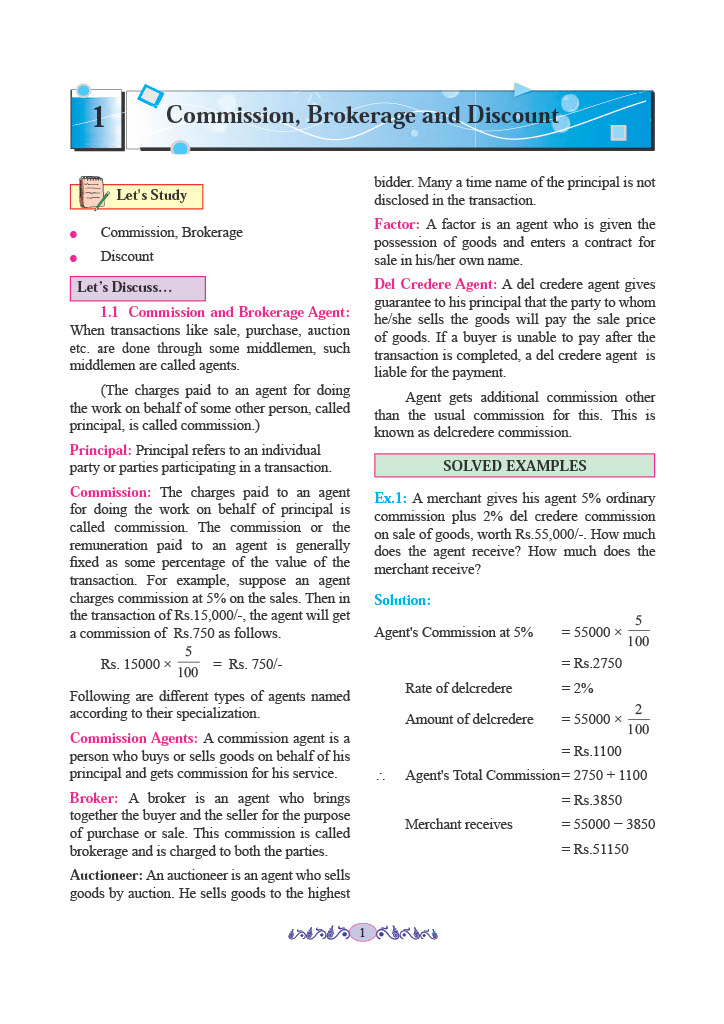 1
Commission, Brokerage and Discount
Let's Study
● Commission, Brokerage
● Discount
Let's Discuss…
1.1 Commission and Brokerage Agent:
When transactions like sale, purchase, auction
etc. are done through some middlemen, such
middlemen are called agents.
(The charges paid to an agent for doing
the work on behalf of some other person, called
principal, is called commission.)
Principal: Principal refers to an individual
party or parties participating in a transaction.
Commission: The charges paid to an agent
for doing the work on behalf of principal is
called commission. The commission or the
remuneration paid to an agent is generally
fixed as some percentage of the value of the
transaction. For example, suppose an agent
charges commission at 5% on the sales. Then in
the transaction of Rs.15,000/-, the agent will get
a commission of Rs.750 as follows.
Rs. 15000 × 5/100 = Rs. 750/-
Following are different types of agents named
according to their specialization.
Commission Agents: A commission agent is a
person who buys or sells goods on behalf of his
principal and gets commission for his service.
Broker: A broker is an agent who brings
together the buyer and the seller for the purpose
of purchase or sale. This commission is called
brokerage and is charged to both the parties.
Auctioneer: An auctioneer is an agent who sells
goods by auction. He sells goods to the highest
bidder. Many a time name of the principal is not
disclosed in the transaction.
Factor: A factor is an agent who is given the
possession of goods and enters a contract for
sale in his/her own name.
Del Credere Agent: A del credere agent gives
guarantee to his principal that the party to whom
he/she sells the goods will pay the sale price
of goods. If a buyer is unable to pay after the
transaction is completed, a del credere agent is
liable for the payment.
Agent gets additional commission other
than the usual commission for this. This is
known as delcredere commission.
SOLVED EXAMPLES
Ex.1: A merchant gives his agent 5% ordinary
commission plus 2% del credere commission
on sale of goods, worth Rs.55,000/-. How much
does the agent receive? How much does the
merchant receive?
Solution:
Agent's Commission at 5% = 55000 × 5/100
= Rs.2750
Rate of delcredere = 2%
Amount of delcredere = 55000 × 2/100
= Rs.1100
∴ Agent's Total Commission = 2750 + 1100
= Rs.3850
Merchant receives = 55000 − 3850
= Rs.51150
1